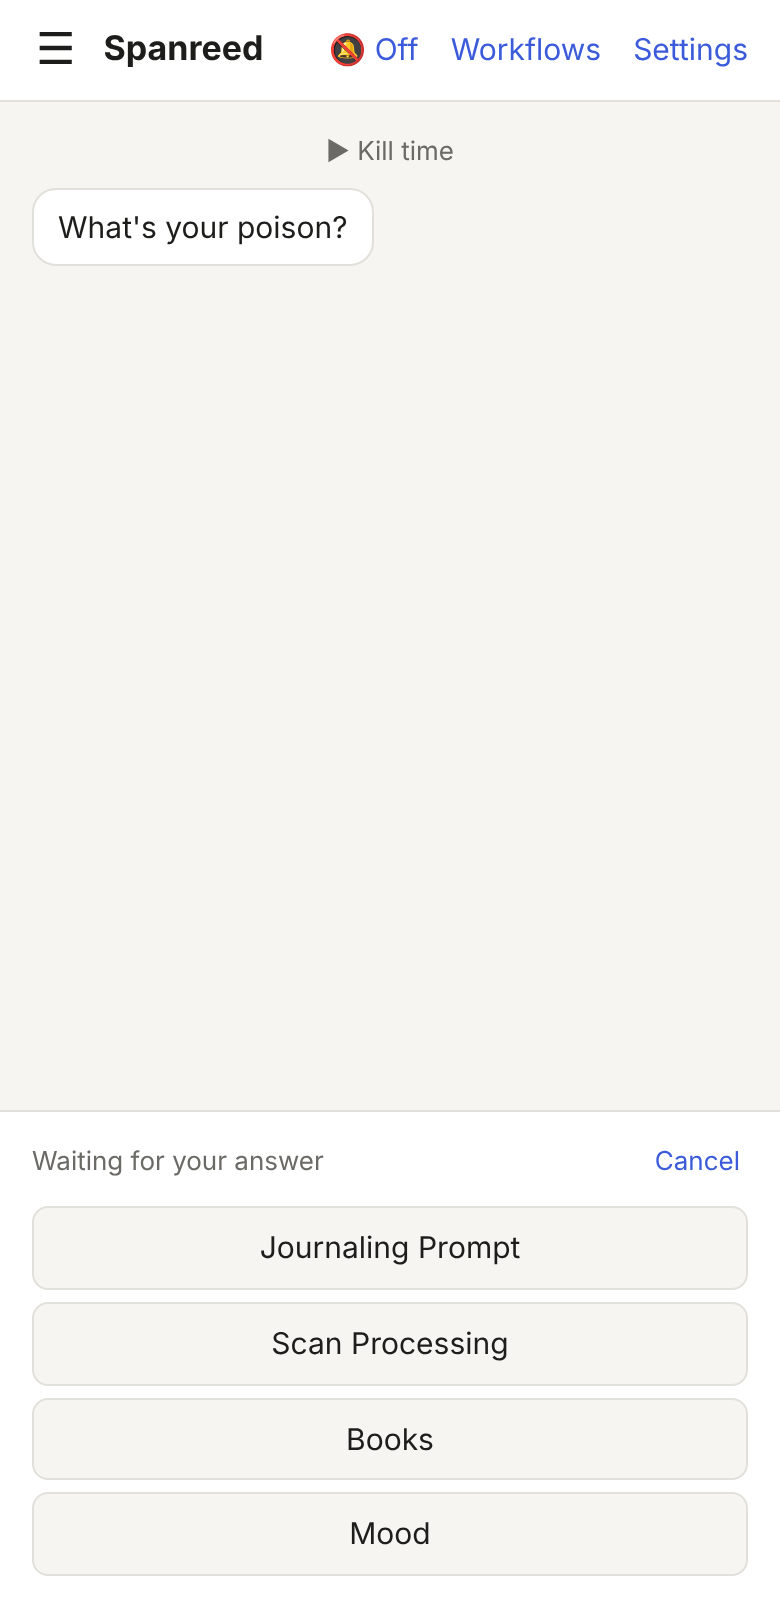 ☰ Spanreed 🔕 Off Workflows Settings
▶ Kill time
What's your poison?
Waiting for your answer Cancel
Journaling Prompt
Scan Processing
Books
Mood